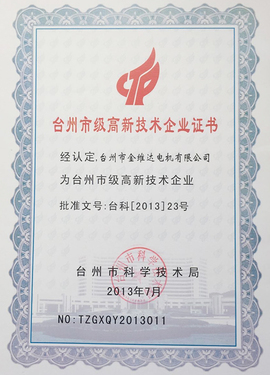 台州市级高新技术企业证书
经认定,台州市金维达电机有限公司
为台州市级高新技术企业
批准文号:台科[2013]23号
台州市科学技术局
2013年7月
NO:TZGXQY2013011